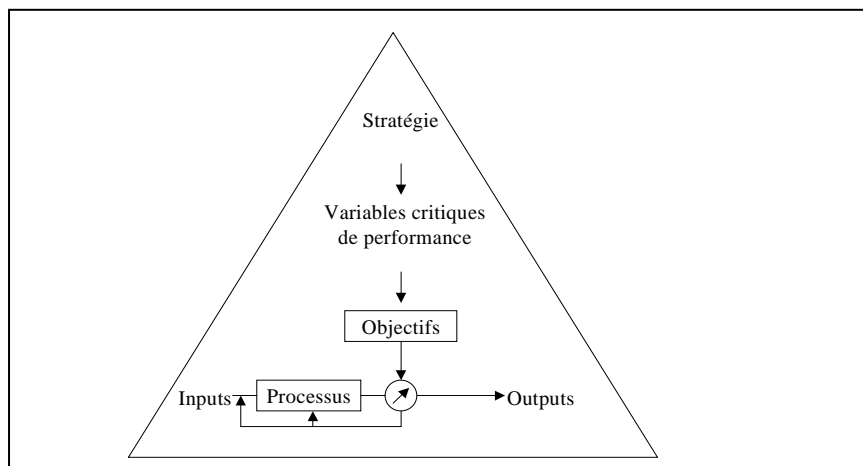 Stratégie
Variables critiques
de performance
Objectifs
Inputs
Processus
Outputs